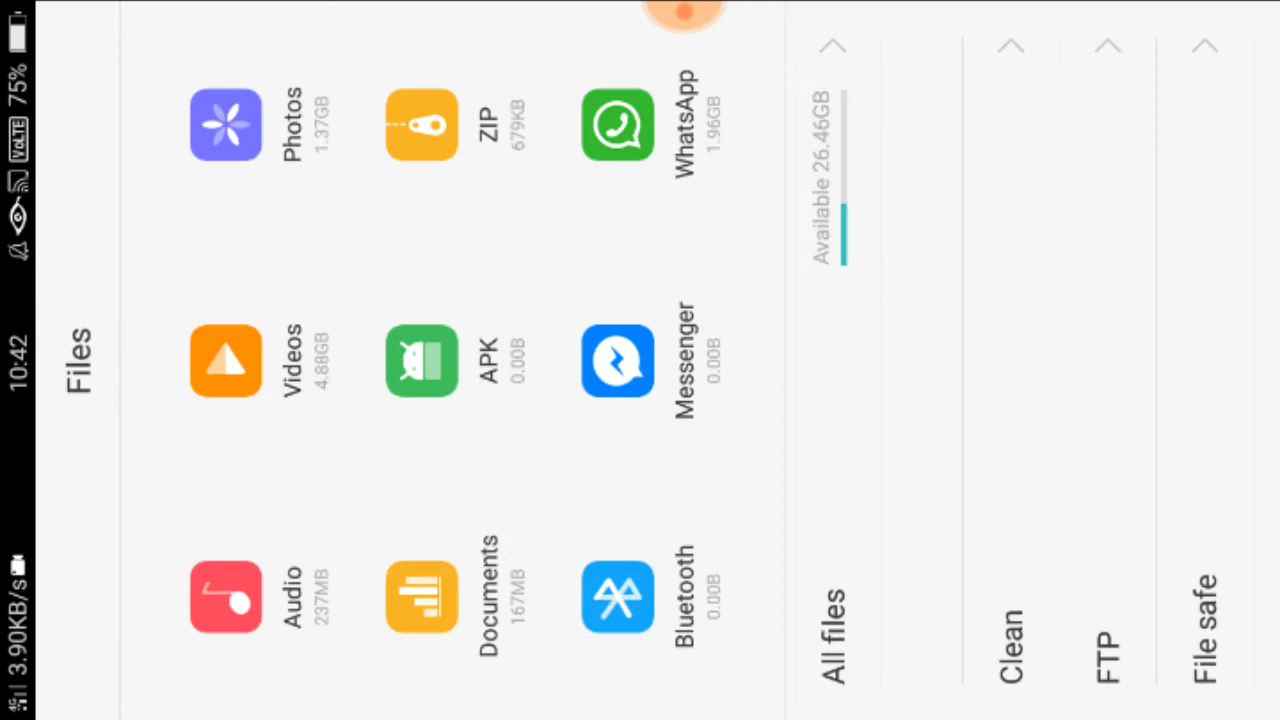 3.90KB/s 10:42 VoLTE 75%
Files
Audio Videos Photos
237MB 4.88GB 1.37GB
Documents APK ZIP
167MB 0.00B 679KB
Bluetooth Messenger WhatsApp
0.00B 0.00B 1.96GB
All files Available 26.46GB
Clean
FTP
File safe